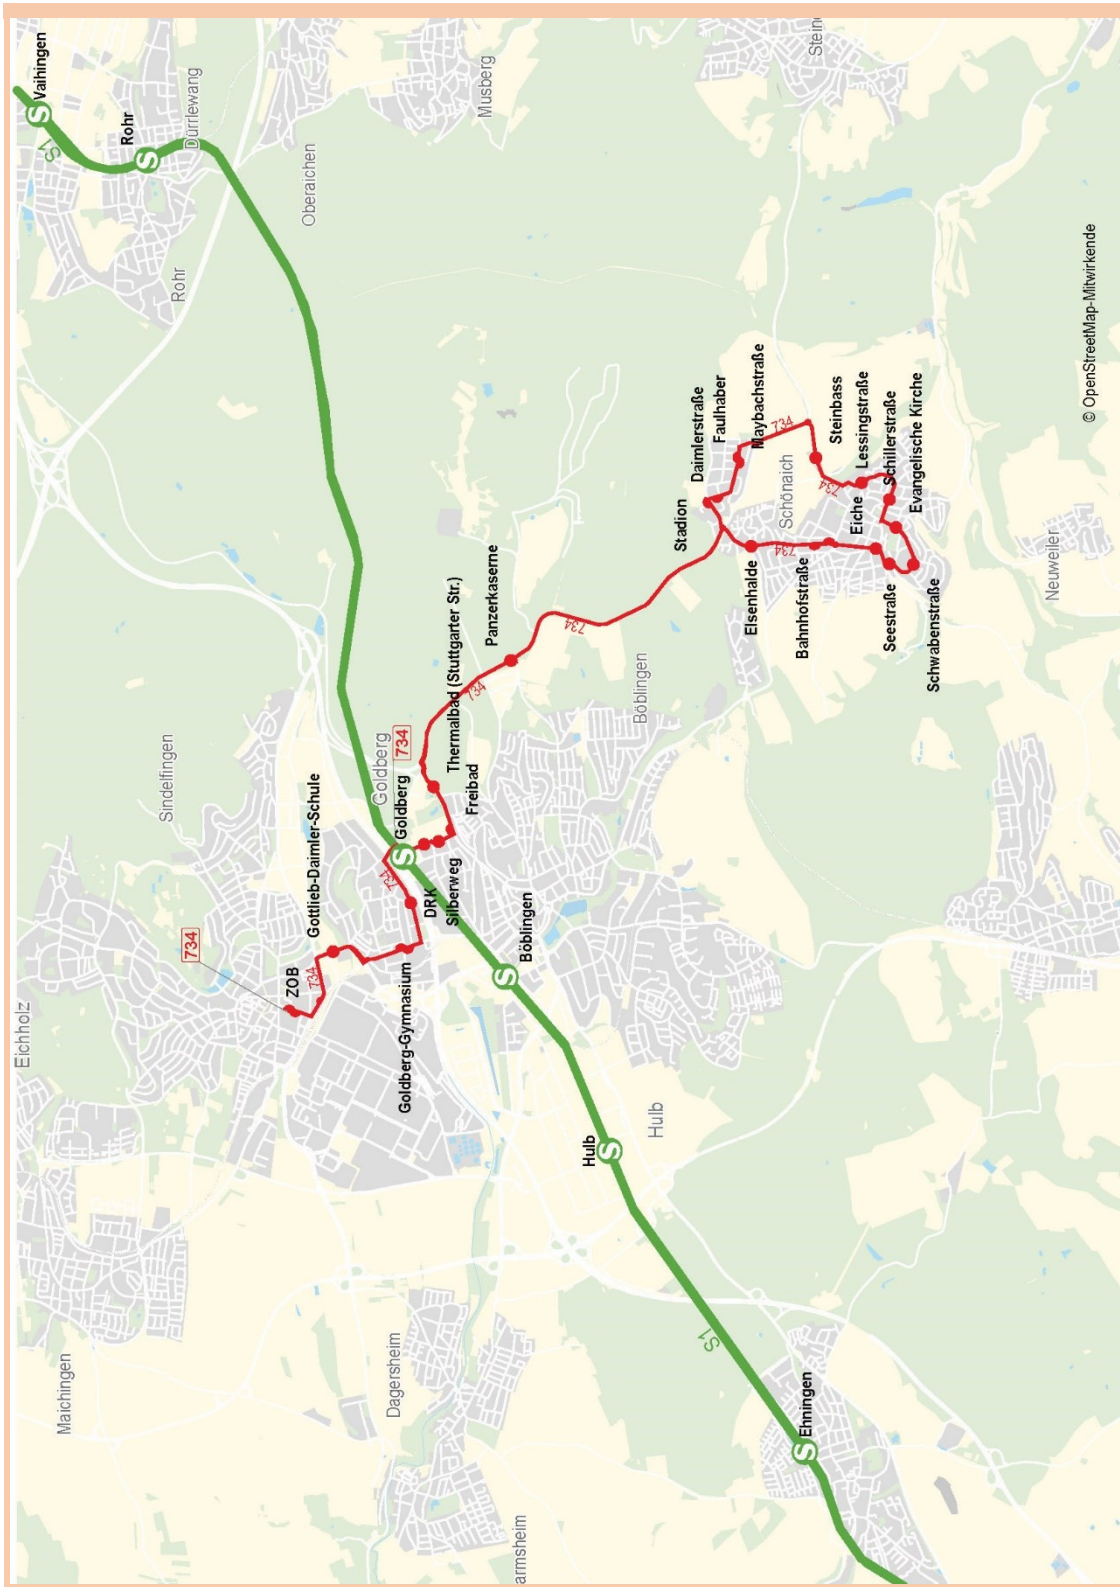 Vaihingen
S1
Rohr
Dürrlewang
Musberg
Oberaichen
Rohr
Eichholz
Sindelfingen
734
ZOB
734
Gottlieb-Daimler-Schule
Goldberg-Gymnasium
734
DRK
Silberweg
Goldberg
Goldberg
734
Freibad
Thermalbad (Stuttgarter Str.)
734
Panzerkaserne
734
Böblingen
Böblingen
Hulb
Hulb
Stadion
Daimlerstraße
Faulhaber
Maybachstraße
734
Steinbass
734
Lessingstraße
Schillerstraße
Evangelische Kirche
Schönaich
Eiche
734
Elsenhalde
Bahnhofstraße
Seestraße
Schwabenstraße
Neuweiler
Maichingen
Dagersheim
S1
Ehningen
© OpenStreetMap-Mitwirkende